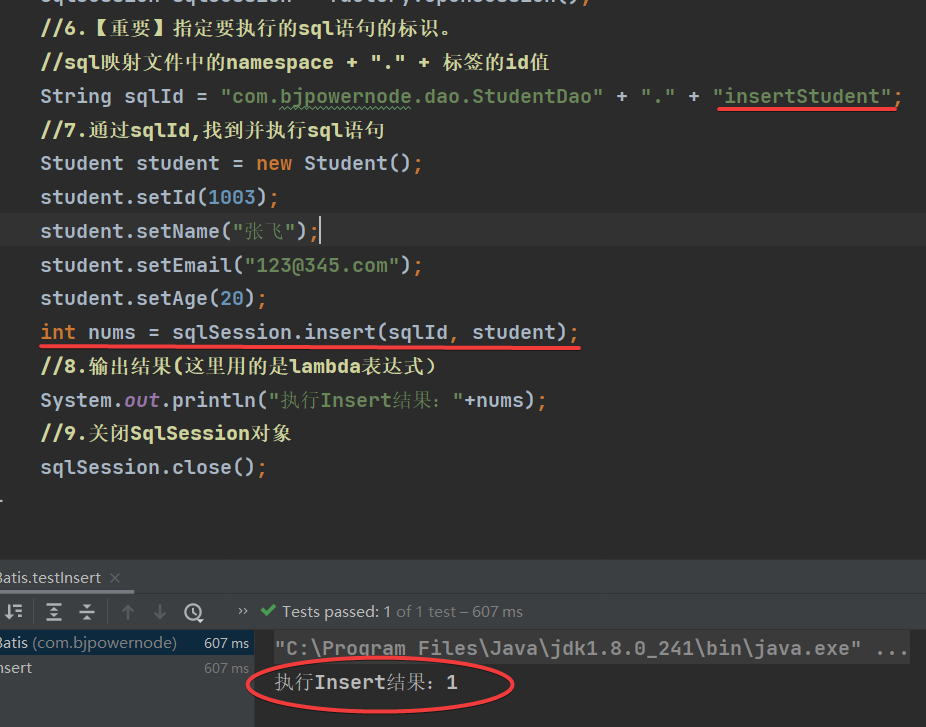 //6.【重要】指定要执行的sql语句的标识。
//sql映射文件中的namespace + "." + 标签的id值
String sqlId = "com.bjpowernode.dao.StudentDao" + "." + "insertStudent";
//7.通过sqlId,找到并执行sql语句
Student student = new Student();
student.setId(1003);
student.setName("张飞");
student.setEmail("123@345.com");
student.setAge(20);
int nums = sqlSession.insert(sqlId, student);
//8.输出结果(这里用的是lambda表达式)
System.out.println("执行Insert结果："+nums);
//9.关闭SqlSession对象
sqlSession.close();
Batis.testInsert ×
» Tests passed: 1 of 1 test – 607 ms
Batis (com.bjpowernode) 607 ms
"C:\Program Files\Java\jdk1.8.0_241\bin\java.exe" ...
nsert 607 ms
执行Insert结果：1